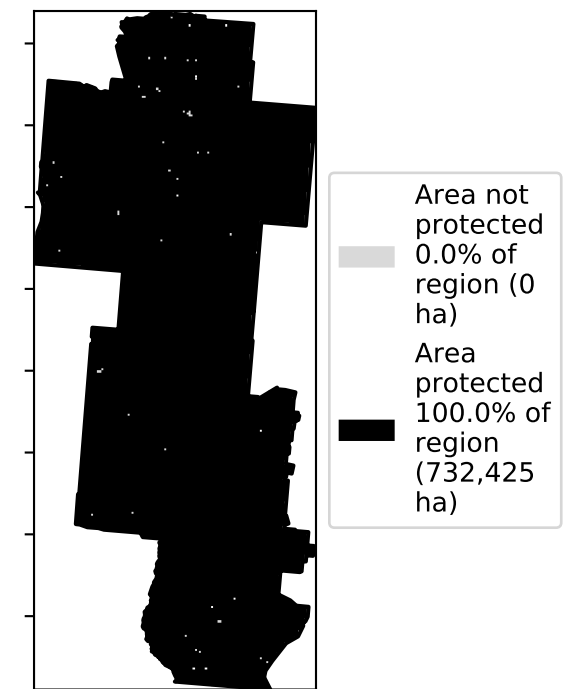 Area not
protected
0.0% of
region (0
ha)
Area
protected
100.0% of
region
(732,425
ha)